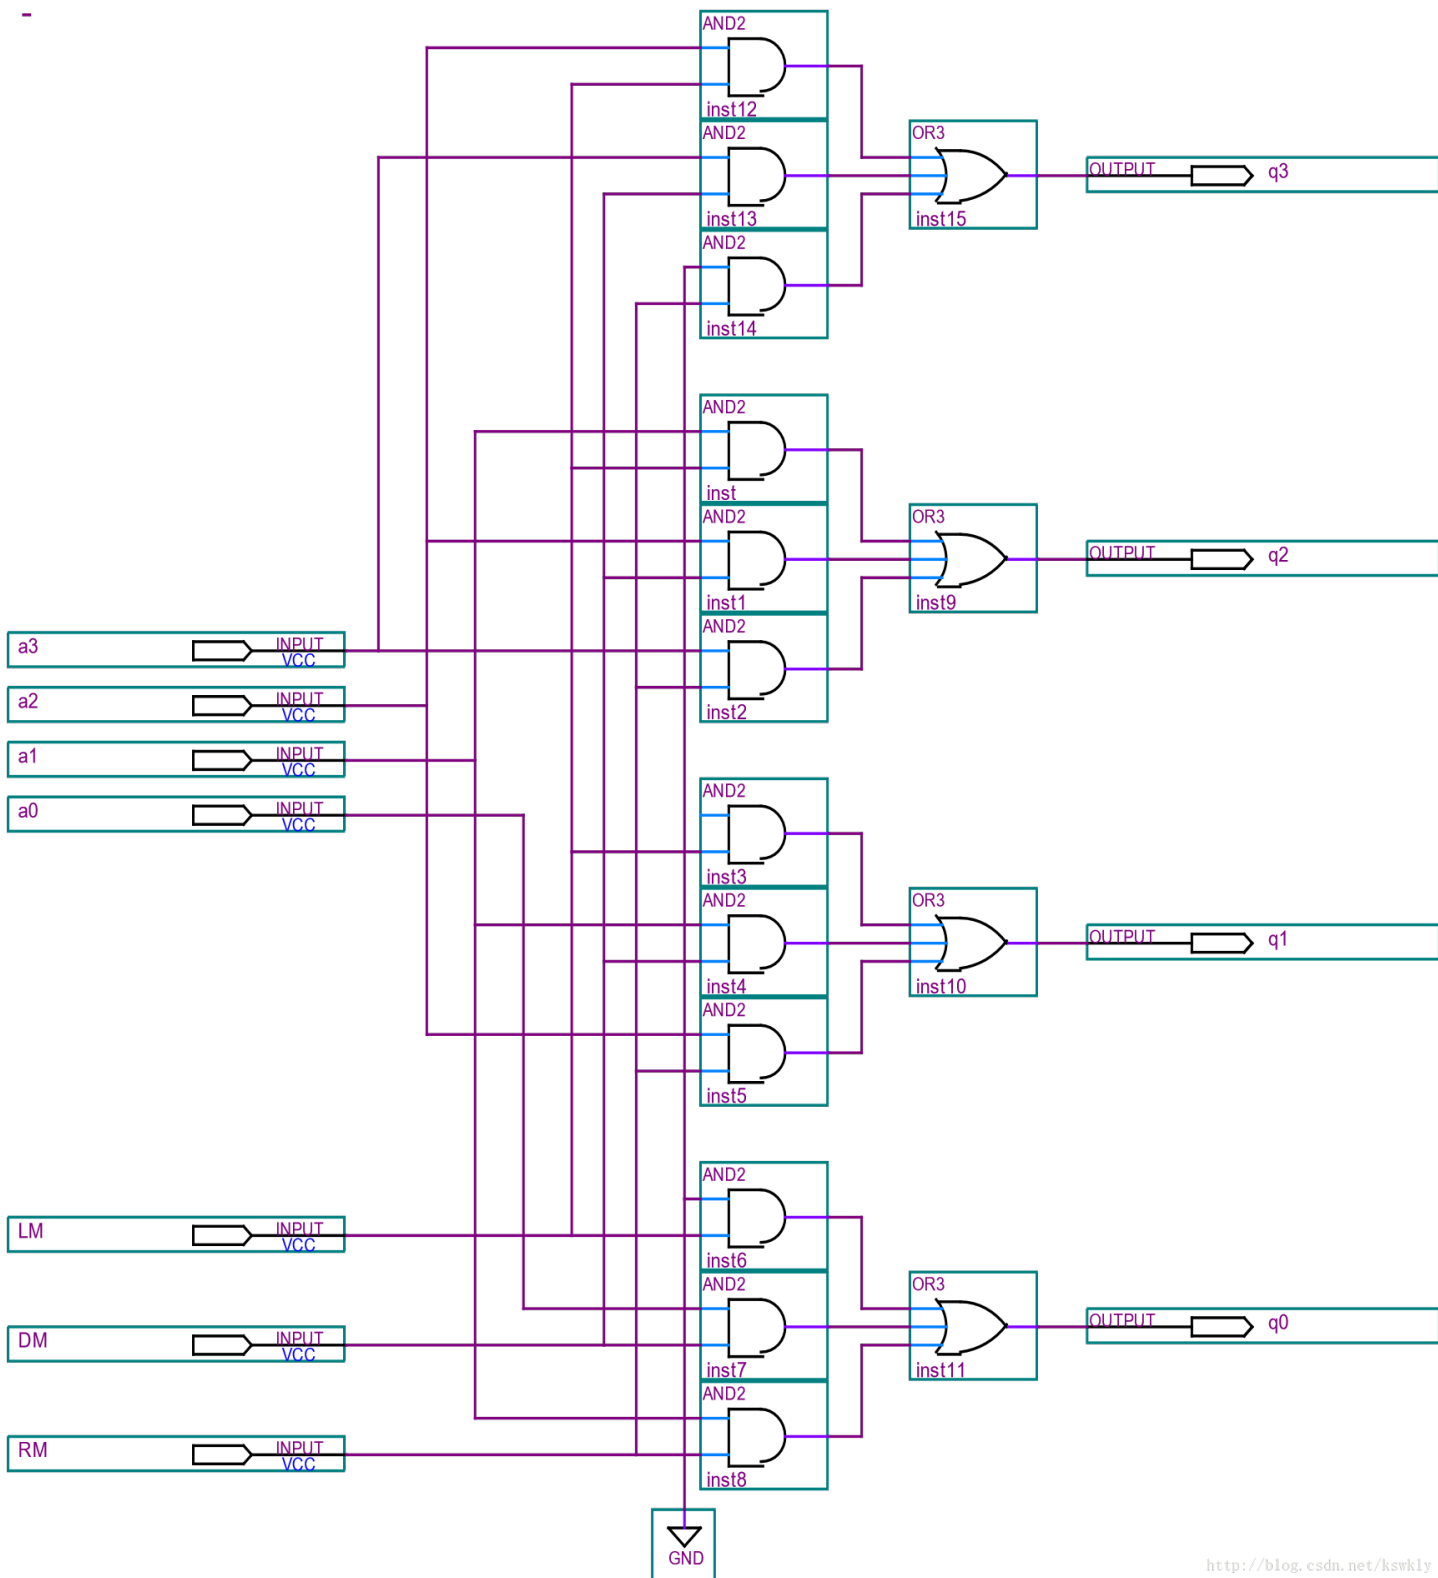 AND2
inst12
AND2
inst13
OR3
inst15
OUTPUT q3
AND2
inst14
AND2
inst
AND2
inst1
OR3
inst9
OUTPUT q2
AND2
inst2
a3 INPUT
VCC
a2 INPUT
VCC
a1 INPUT
VCC
a0 INPUT
VCC
AND2
inst3
AND2
inst4
OR3
inst10
OUTPUT q1
AND2
inst5
AND2
inst6
LM INPUT
VCC
AND2
inst7
OR3
inst11
OUTPUT q0
DM INPUT
VCC
AND2
inst8
RM INPUT
VCC
GND
http://blog.csdn.net/kswkly